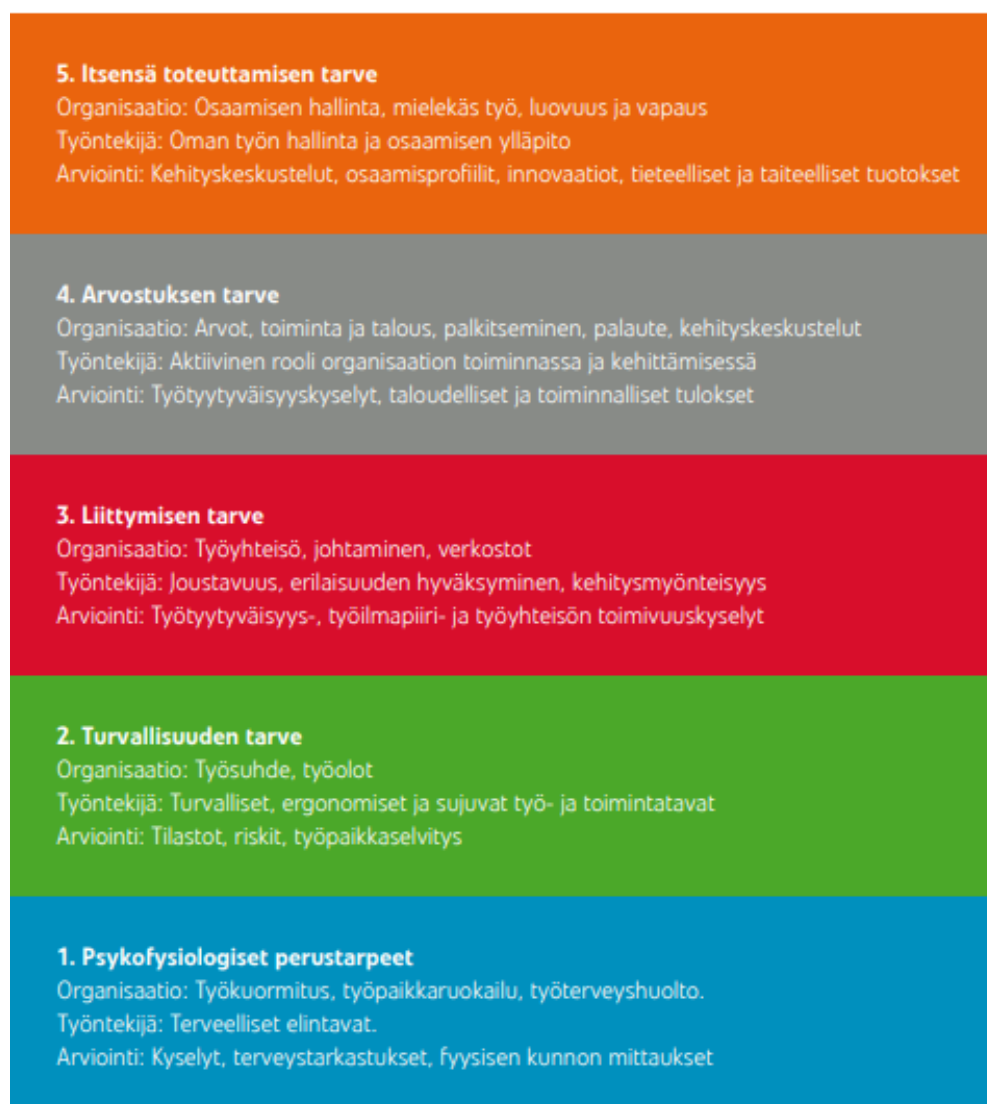 5. Itsensä toteuttamisen tarve
Organisaatio: Osaamisen hallinta, mielekäs työ, luovuus ja vapaus
Työntekijä: Oman työn hallinta ja osaamisen ylläpito
Arviointi: Kehityskeskustelut, osaamisprofiilit, innovaatiot, tieteelliset ja taiteelliset tuotokset
4. Arvostuksen tarve
Organisaatio: Arvot, toiminta ja talous, palkitseminen, palaute, kehityskeskustelut
Työntekijä: Aktiivinen rooli organisaation toiminnassa ja kehittämisessä
Arviointi: Työtyytyväisyyskyselyt, taloudelliset ja toiminnalliset tulokset
3. Liittymisen tarve
Organisaatio: Työyhteisö, johtaminen, verkostot
Työntekijä: Joustavuus, erilaisuuden hyväksyminen, kehitysmyönteisyys
Arviointi: Työtyytyväisyys-, työilmapiiri- ja työyhteisön toimivuuskyselyt
2. Turvallisuuden tarve
Organisaatio: Työsuhde, työolot
Työntekijä: Turvalliset, ergonomiset ja sujuvat työ- ja toimintatavat
Arviointi: Tilastot, riskit, työpaikkaselvitys
1. Psykofysiologiset perustarpeet
Organisaatio: Työkuormitus, työpaikkaruokailu, työterveyshuolto.
Työntekijä: Terveelliset elintavat.
Arviointi: Kyselyt, terveystarkastukset, fyysisen kunnon mittaukset